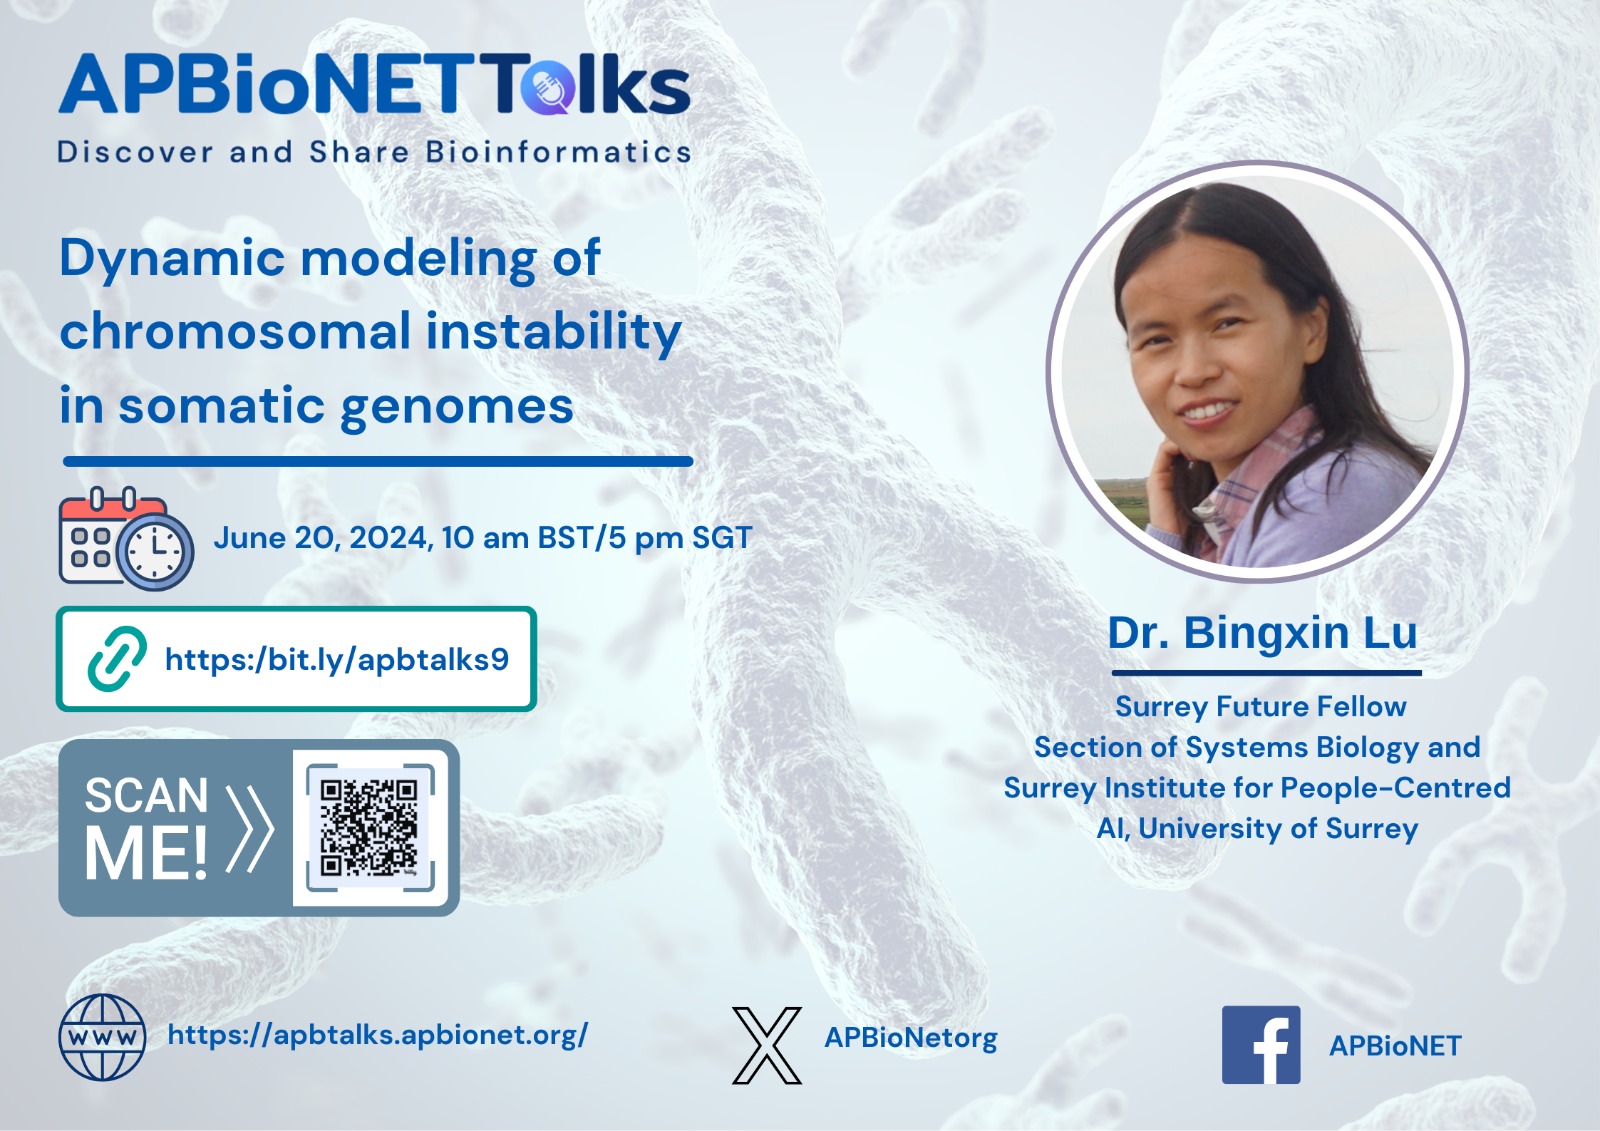 APBioNETTalks
Discover and Share Bioinformatics
Dynamic modeling of
chromosomal instability
in somatic genomes
June 20, 2024, 10 am BST/5 pm SGT
https:/bit.ly/apbtalks9
SCAN
ME!
Dr. Bingxin Lu
Surrey Future Fellow
Section of Systems Biology and
Surrey Institute for People-Centred
AI, University of Surrey
WWW
https://apbtalks.apbionet.org/
APBioNetorg
APBioNET